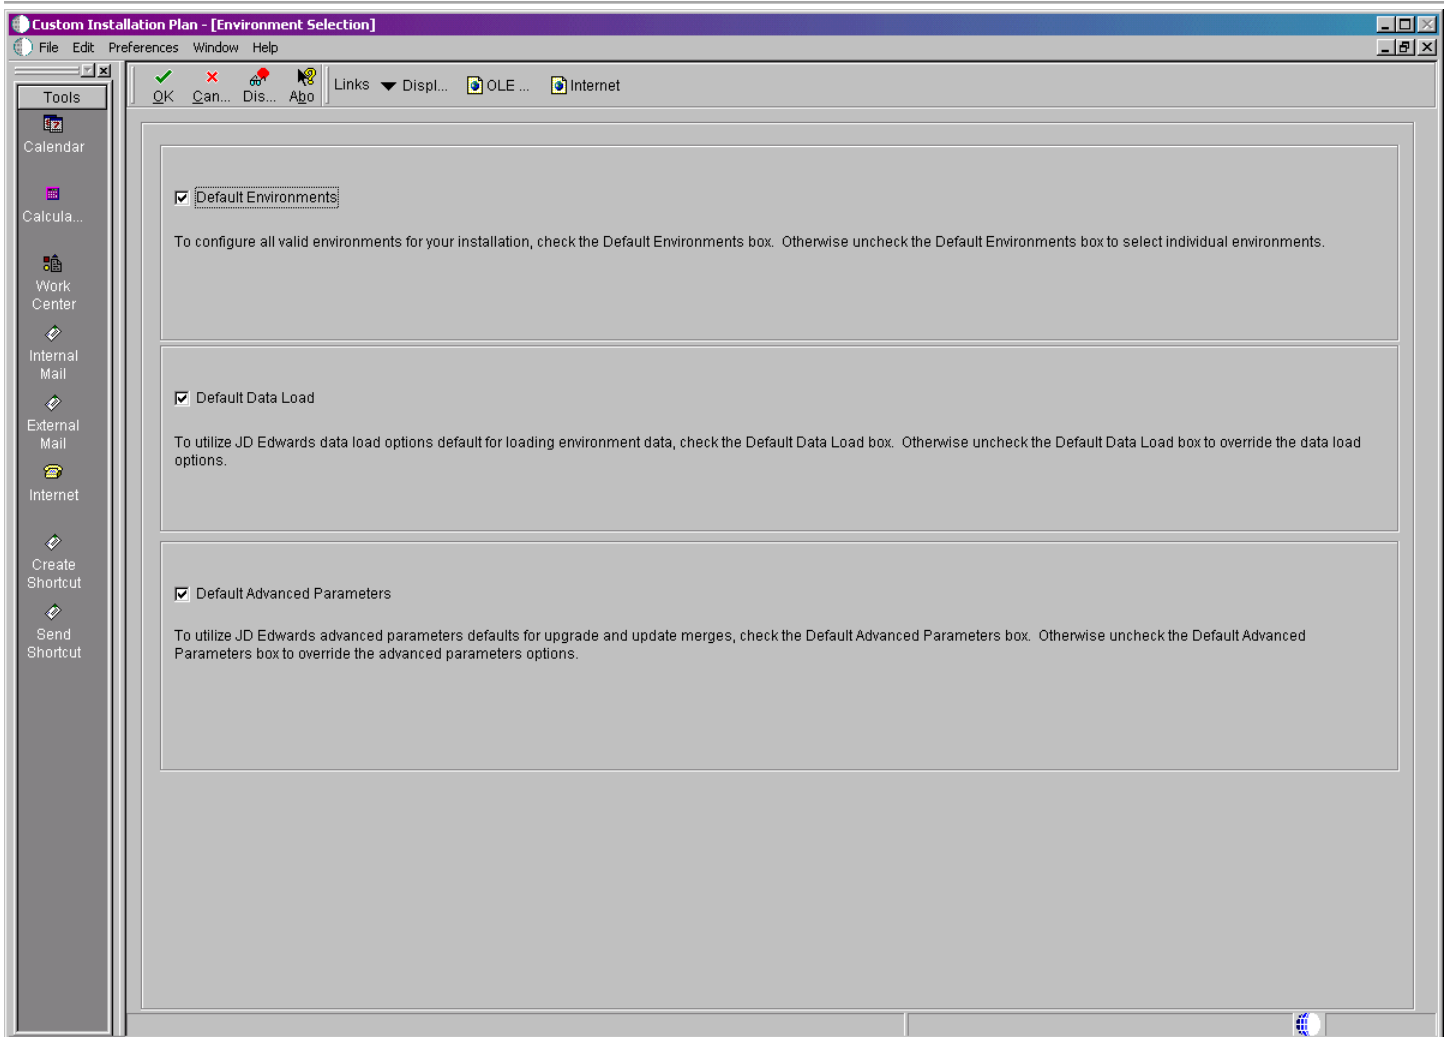 Custom Installation Plan - [Environment Selection]
File Edit Preferences Window Help
Tools
Calendar
Calcula...
Work
Center
Internal
Mail
External
Mail
Internet
Create
Shortcut
Send
Shortcut
OK Can... Dis... Abo Links Displ... OLE ... Internet
Default Environments
To configure all valid environments for your installation, check the Default Environments box. Otherwise uncheck the Default Environments box to select individual environments.
Default Data Load
To utilize JD Edwards data load options default for loading environment data, check the Default Data Load box. Otherwise uncheck the Default Data Load box to override the data load
options.
Default Advanced Parameters
To utilize JD Edwards advanced parameters defaults for upgrade and update merges, check the Default Advanced Parameters box. Otherwise uncheck the Default Advanced
Parameters box to override the advanced parameters options.